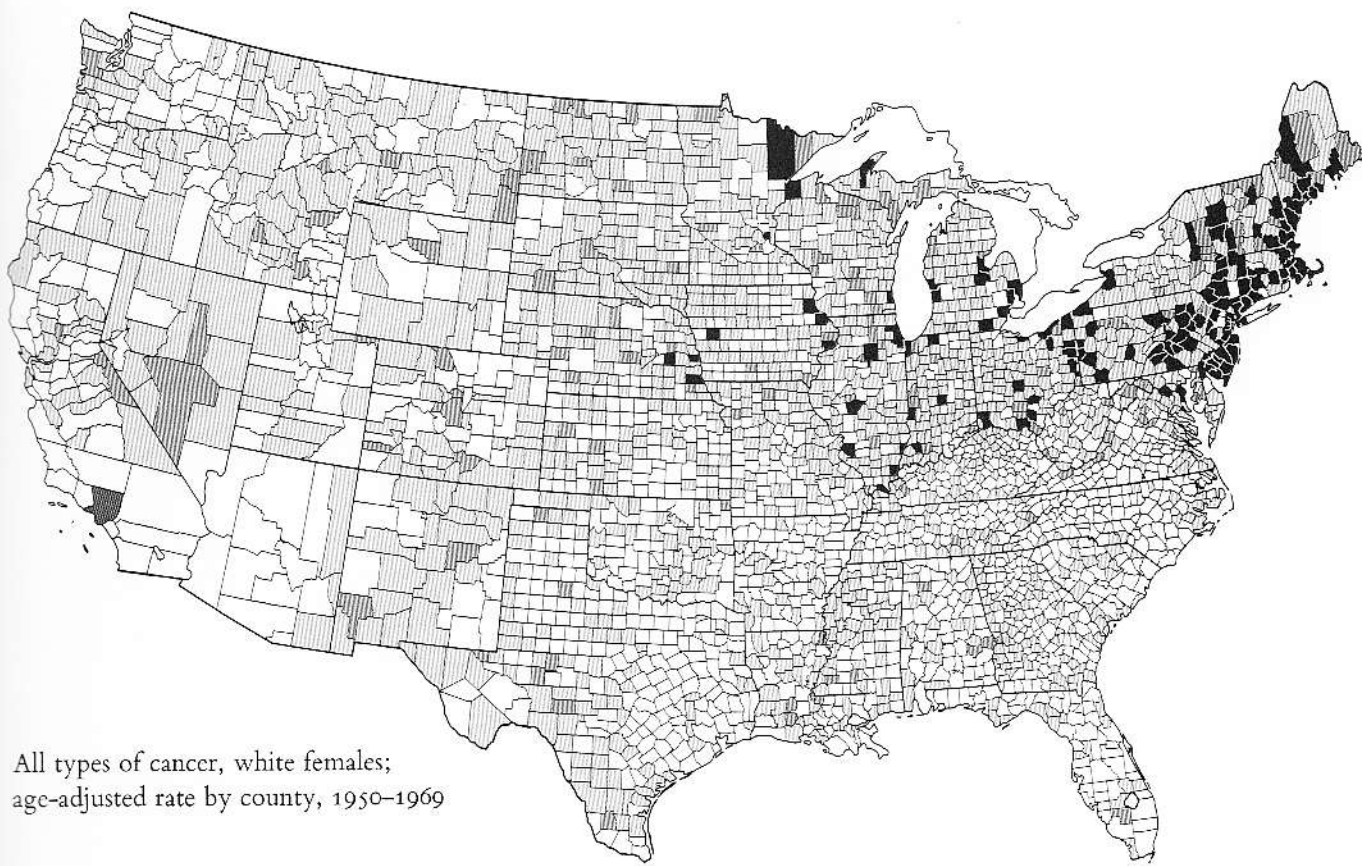 All types of cancer, white females;
age-adjusted rate by county, 1950–1969